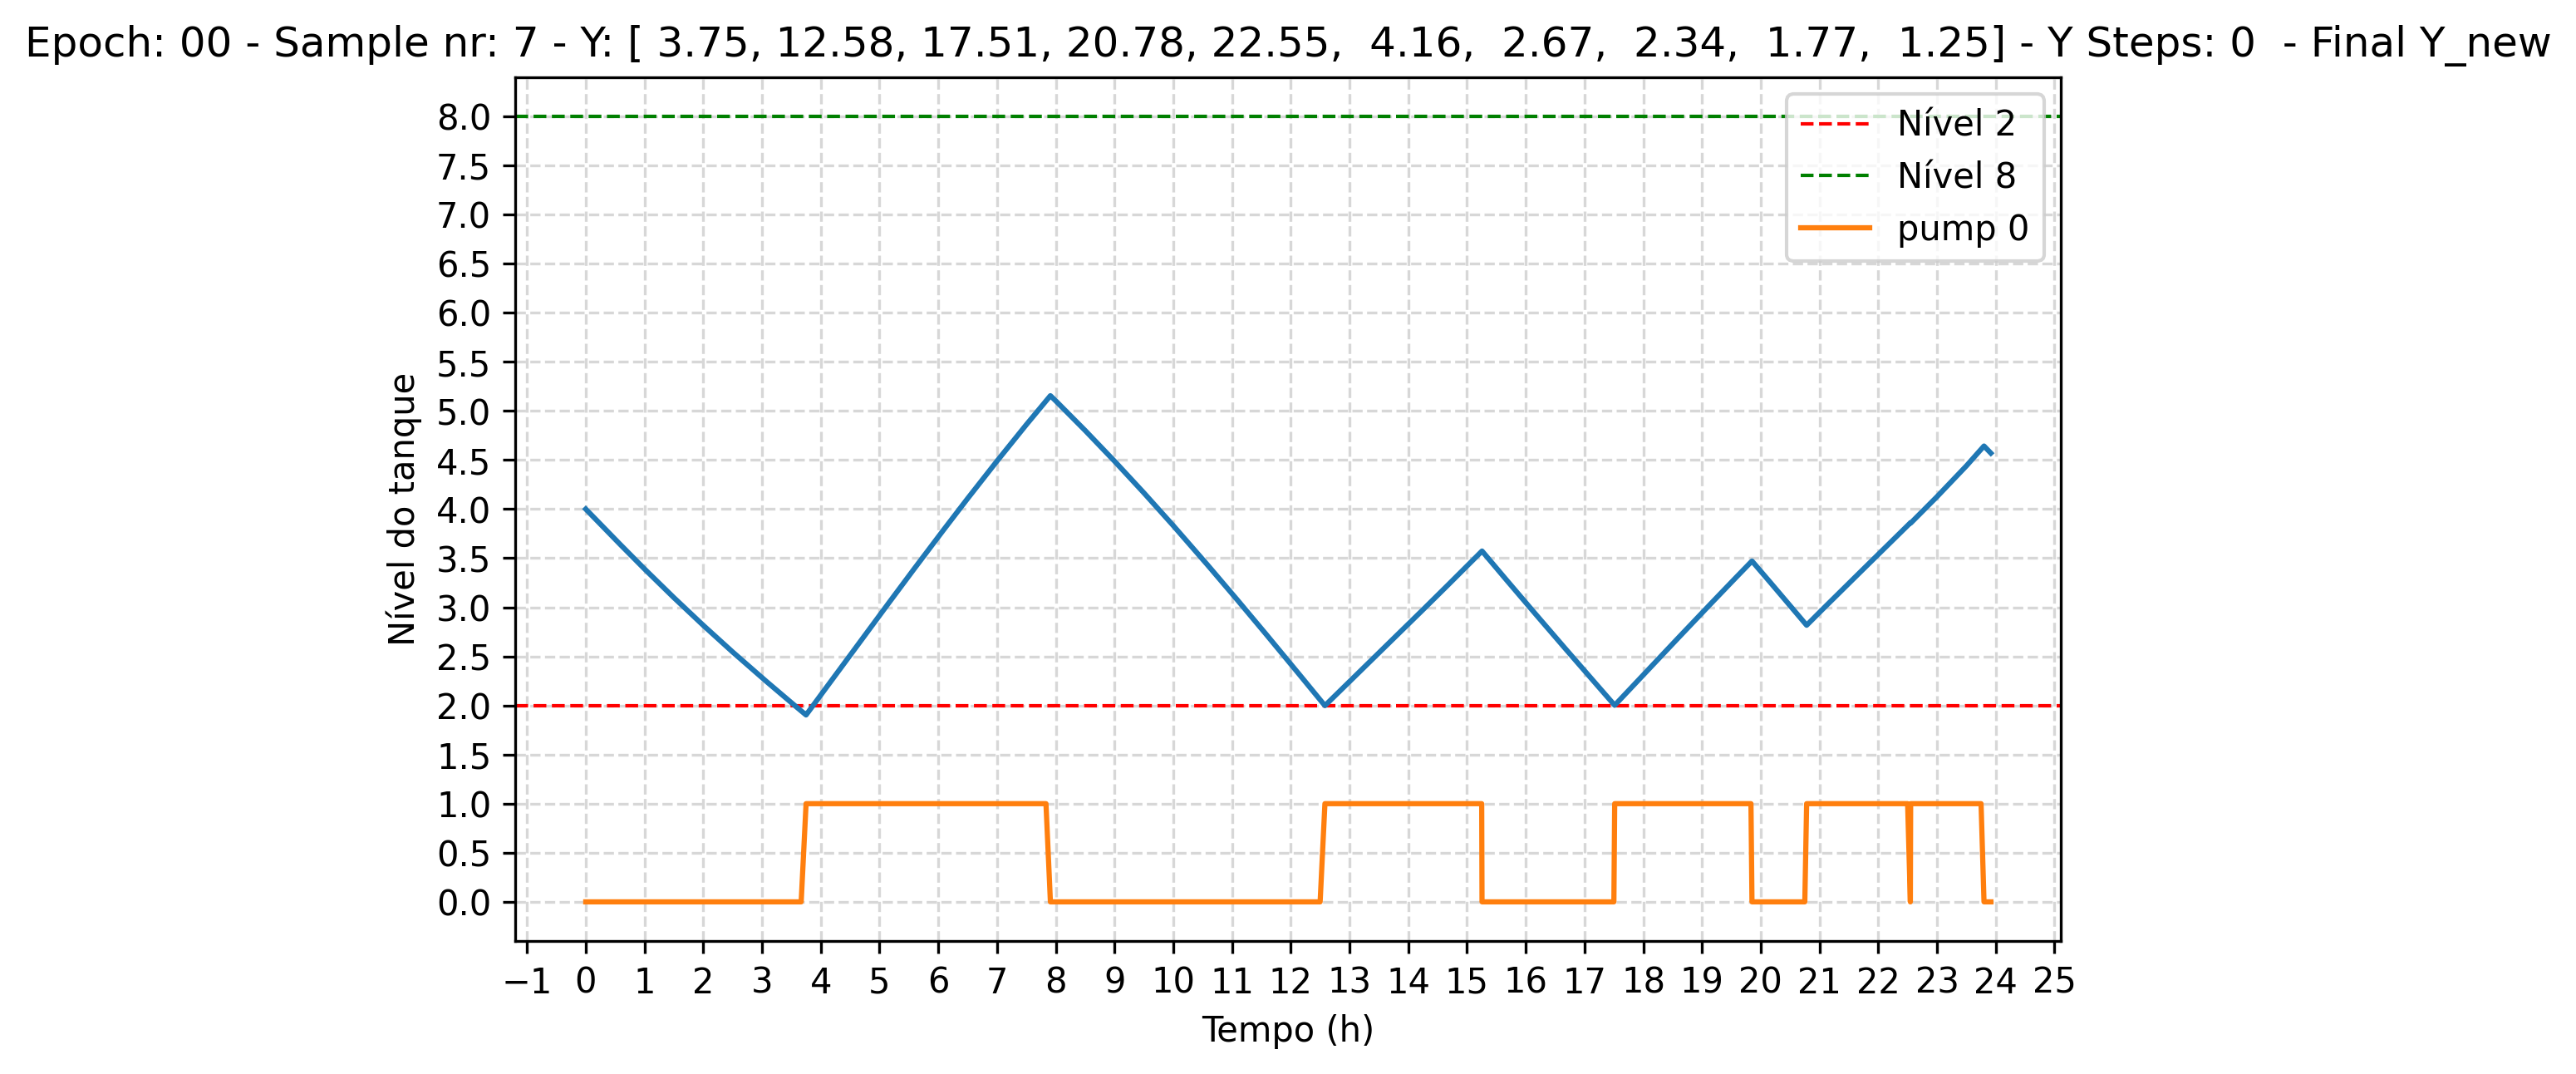 Epoch: 00 - Sample nr: 7 - Y: [ 3.75, 12.58, 17.51, 20.78, 22.55,  4.16,  2.67,  2.34,  1.77,  1.25] - Y Steps: 0  - Final Y_new
Nível 2
Nível 8
pump 0
8.0
7.5
7.0
6.5
6.0
5.5
5.0
4.5
4.0
3.5
3.0
2.5
2.0
1.5
1.0
0.5
0.0
Nível do tanque
−1 0 1 2 3 4 5 6 7 8 9 10 11 12 13 14 15 16 17 18 19 20 21 22 23 24 25
Tempo (h)